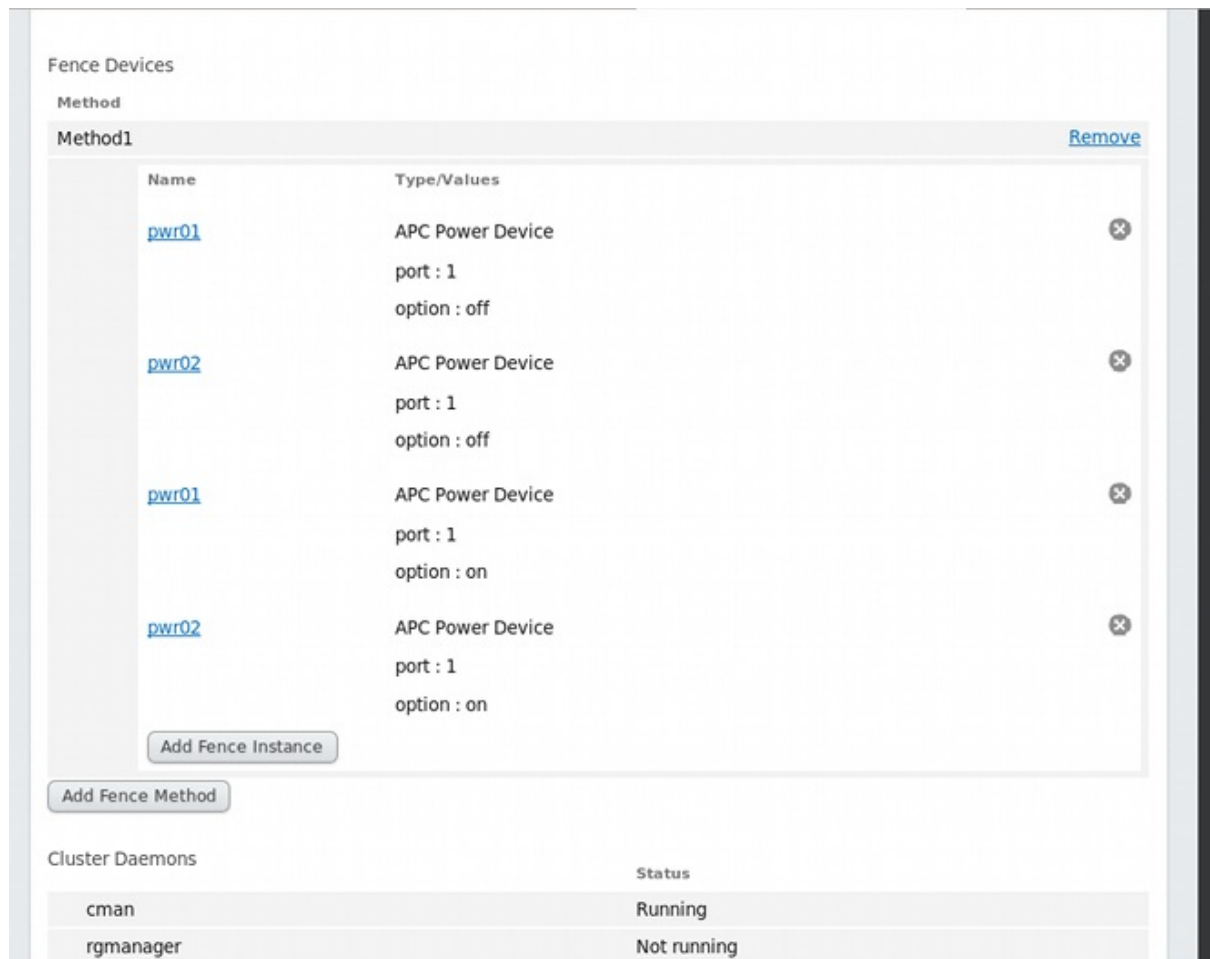 Fence Devices
Method
Method1 Remove
Name Type/Values
pwr01 APC Power Device
port : 1
option : off
pwr02 APC Power Device
port : 1
option : off
pwr01 APC Power Device
port : 1
option : on
pwr02 APC Power Device
port : 1
option : on
Add Fence Instance
Add Fence Method
Cluster Daemons
Status
cman Running
rgmanager Not running